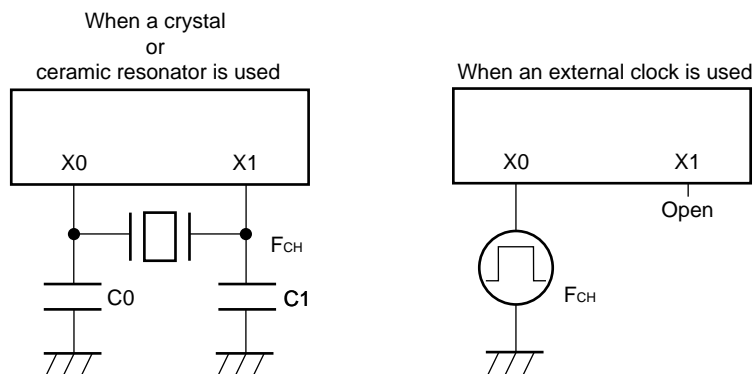 When a crystal
or
ceramic resonator is used
X0 X1
FCH
C0 C1
When an external clock is used
X0 X1
Open
FCH